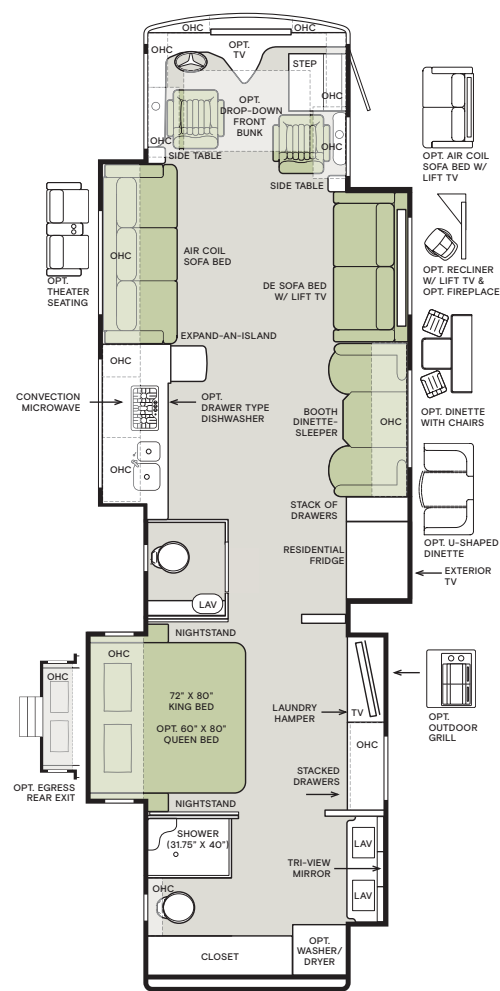 OHC
OHC
OHC
OPT.
TV
STEP
OPT.
DROP-DOWN
FRONT
BUNK
OHC
OHC
OHC
SIDE TABLE
SIDE TABLE
OPT. AIR COIL
SOFA BED W/
LIFT TV
OPT.
THEATER
SEATING
OHC
AIR COIL
SOFA BED
DE SOFA BED
W/ LIFT TV
OPT. RECLINER
W/ LIFT TV &
OPT. FIREPLACE
EXPAND-AN-ISLAND
OHC
CONVECTION
MICROWAVE
OPT.
DRAWER TYPE
DISHWASHER
BOOTH
DINETTE-
SLEEPER
OHC
OPT. DINETTE
WITH CHAIRS
OHC
STACK OF
DRAWERS
OPT. U-SHAPED
DINETTE
RESIDENTIAL
FRIDGE
EXTERIOR
TV
LAV
NIGHTSTAND
OHC
OHC
72" X 80"
KING BED
OPT. 60" X 80"
QUEEN BED
LAUNDRY
HAMPER
TV
OPT.
OUTDOOR
GRILL
OHC
STACKED
DRAWERS
OPT. EGRESS
REAR EXIT
NIGHTSTAND
SHOWER
(31.75" X 40")
LAV
TRI-VIEW
MIRROR
LAV
OHC
CLOSET
OPT.
WASHER/
DRYER